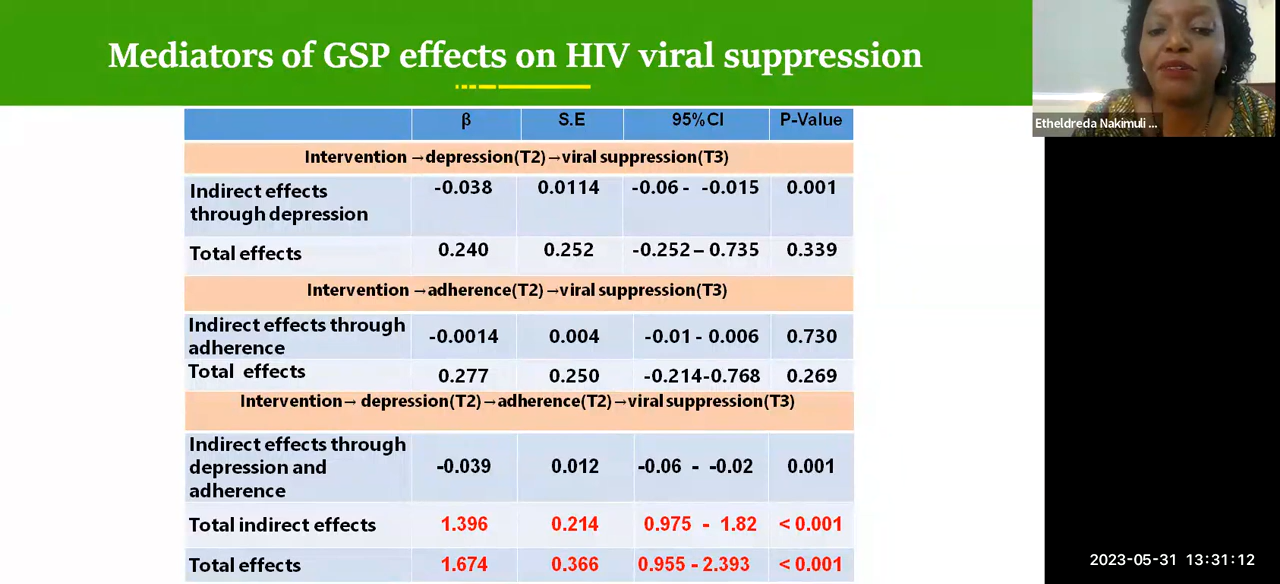 Mediators of GSP effects on HIV viral suppression
Etheldreda Nakimuli ...
β S.E 95%CI P-Value
Intervention →depression(T2)→viral suppression(T3)
Indirect effects through depression -0.038 0.0114 -0.06 - -0.015 0.001
Total effects 0.240 0.252 -0.252 – 0.735 0.339
Intervention →adherence(T2)→viral suppression(T3)
Indirect effects through adherence -0.0014 0.004 -0.01 - 0.006 0.730
Total effects 0.277 0.250 -0.214-0.768 0.269
Intervention→ depression(T2)→adherence(T2)→viral suppression(T3)
Indirect effects through depression and adherence -0.039 0.012 -0.06 - -0.02 0.001
Total indirect effects 1.396 0.214 0.975 - 1.82 < 0.001
Total effects 1.674 0.366 0.955 - 2.393 < 0.001
2023-05-31 13:31:12